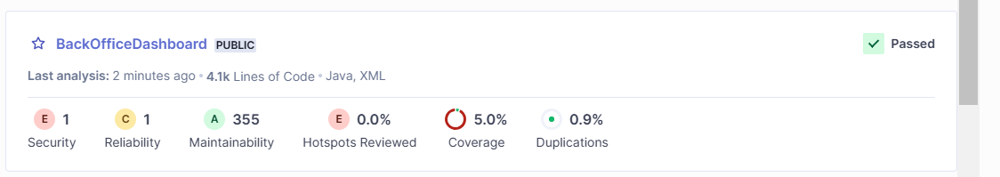 BackOfficeDashboard PUBLIC Passed
Last analysis: 2 minutes ago • 4.1k Lines of Code • Java, XML
E 1 C 1 A 355 E 0.0% 5.0% 0.9%
Security Reliability Maintainability Hotspots Reviewed Coverage Duplications